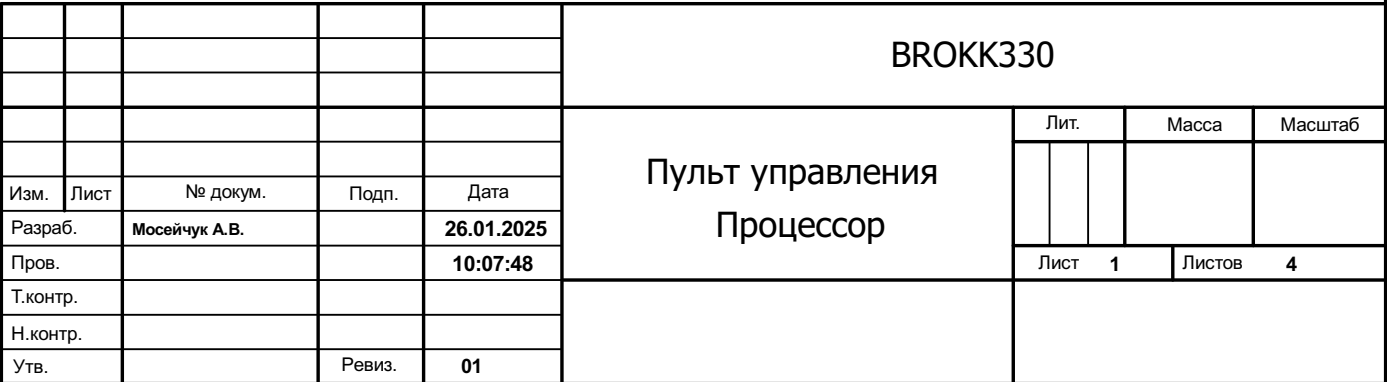 BROKK330
Лит. Масса Масштаб
Пульт управления
Процессор
Изм. Лист № докум. Подп. Дата
Разраб. Мосейчук А.В. 26.01.2025
Пров. 10:07:48
Лист 1 Листов 4
Т.контр.
Н.контр.
Утв. Ревиз. 01